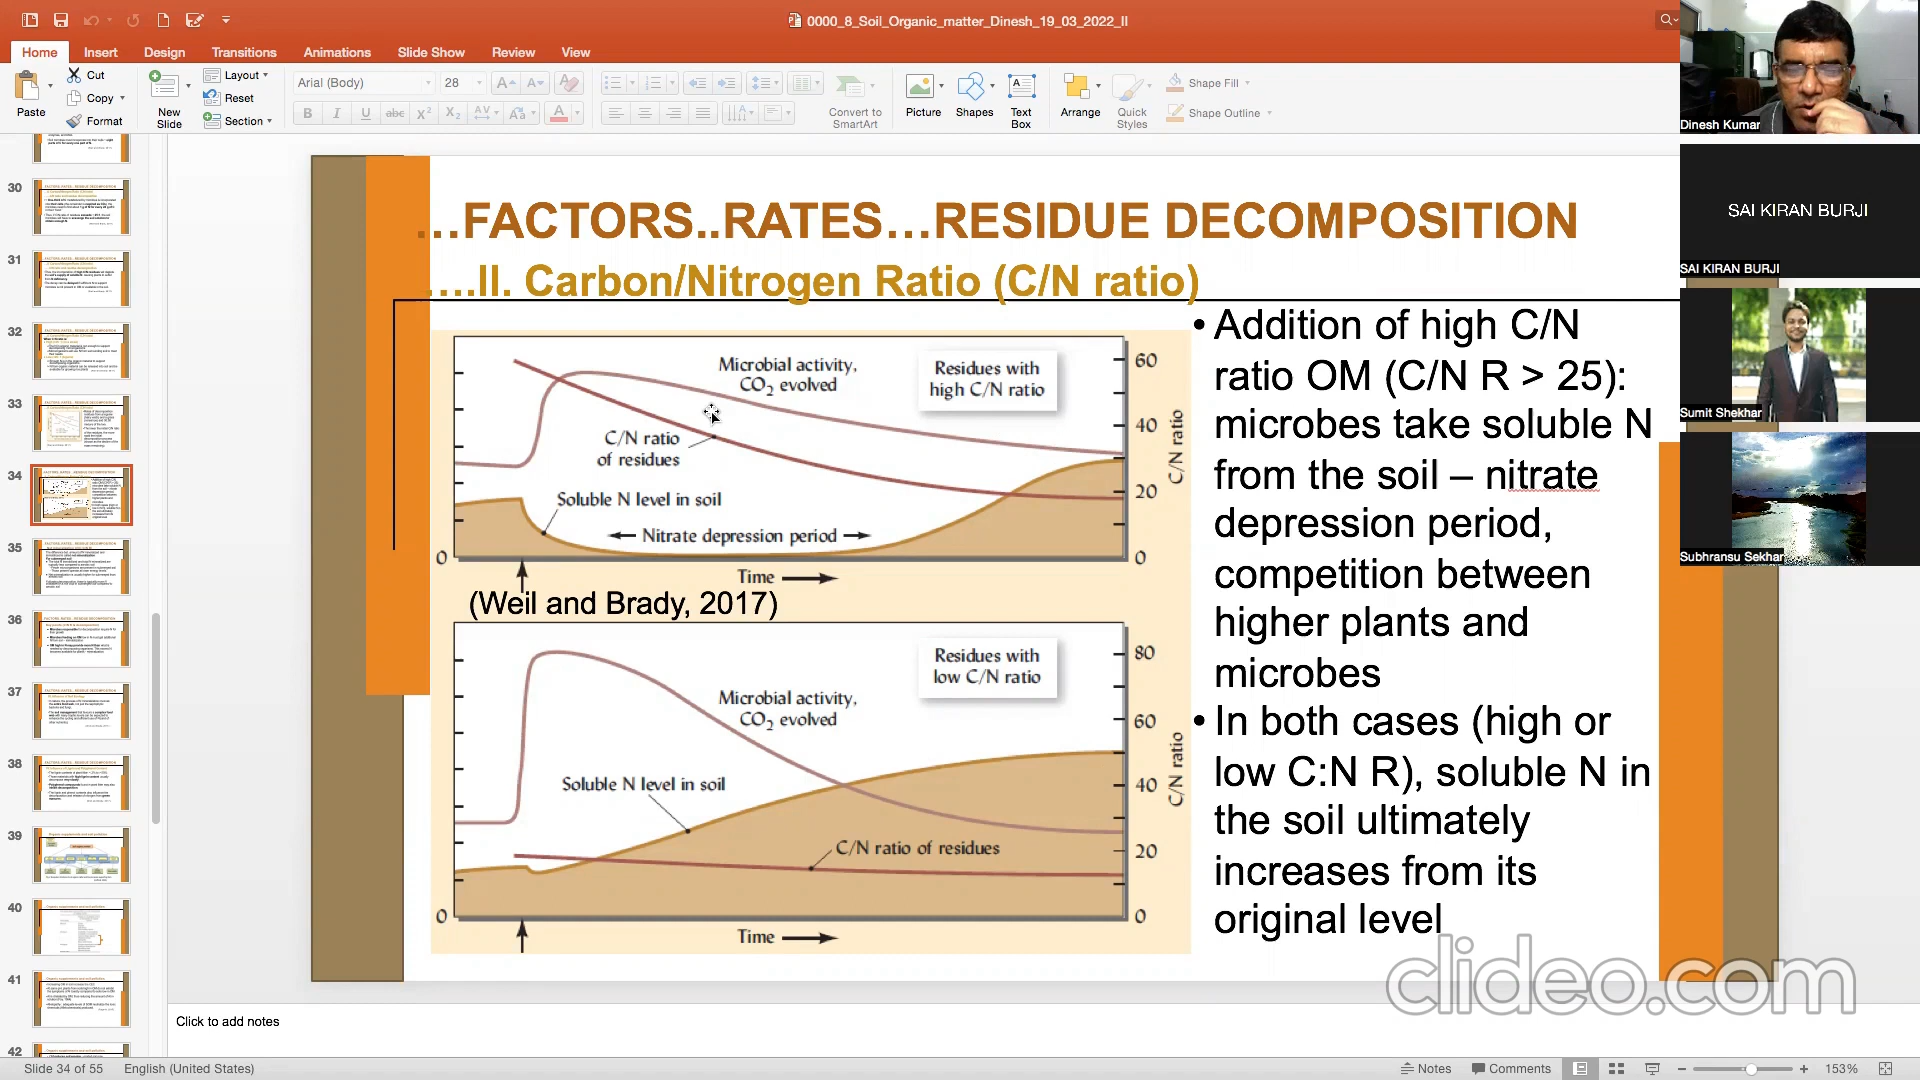 0000_8_Soil_Organic_matter_Dinesh_19_03_2022_II
Home Insert Design Transitions Animations Slide Show Review View
Paste
Cut
Copy
Format
New Slide
Layout
Reset
Section
Arial (Body) 28
B I U abc X² X₂ AV Aa A
Convert to SmartArt
Picture
Shapes
Text Box
Arrange
Quick Styles
Shape Fill
Shape Outline
Dinesh Kumar
SAI KIRAN BURJI
SAI KIRAN BURJI
Sumit Shekhar
Subhransu Sekhar
30
31
32
33
34
35
36
37
38
39
40
41
42
…FACTORS..RATES…RESIDUE DECOMPOSITION
….II. Carbon/Nitrogen Ratio (C/N ratio)
Microbial activity,
CO₂ evolved
Residues with
high C/N ratio
C/N ratio
of residues
Soluble N level in soil
Nitrate depression period
60
40
20
0
0
C/N ratio
Time
(Weil and Brady, 2017)
Residues with
low C/N ratio
Microbial activity,
CO₂ evolved
Soluble N level in soil
C/N ratio of residues
80
60
40
20
0
0
C/N ratio
Time
• Addition of high C/N
ratio OM (C/N R > 25):
microbes take soluble N
from the soil – nitrate
depression period,
competition between
higher plants and
microbes
• In both cases (high or
low C:N R), soluble N in
the soil ultimately
increases from its
original level
clideo.com
Click to add notes
Slide 34 of 55 English (United States) Notes Comments 153%